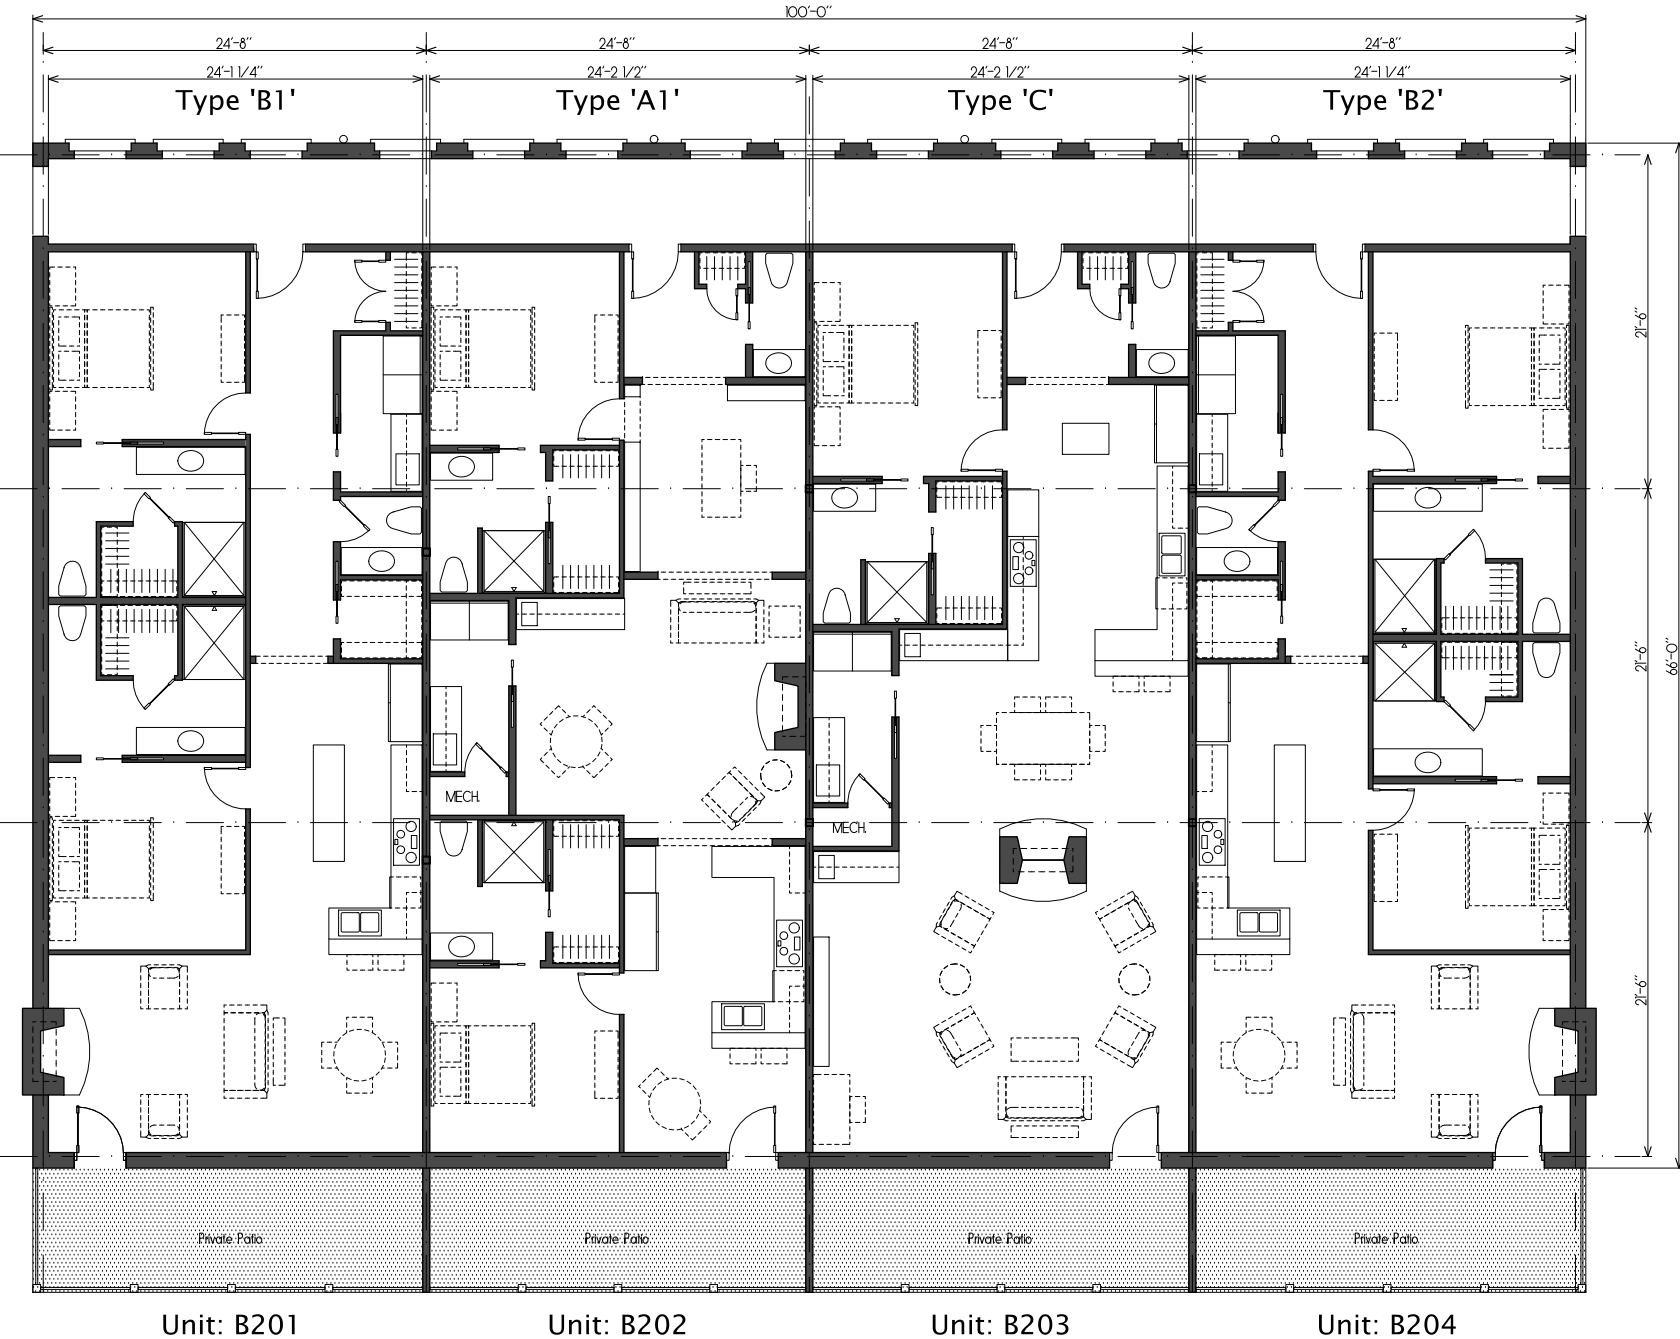 100'-0"
24'-8" 24'-8" 24'-8" 24'-8"
24'-1 1/4" 24'-2 1/2" 24'-2 1/2" 24'-1 1/4"
Type 'B1' Type 'A1' Type 'C' Type 'B2'
21'-6"
21'-6"
66'-0"
MECH.
MECH.
21'-6"
Private Patio Private Patio Private Patio Private Patio
Unit: B201 Unit: B202 Unit: B203 Unit: B204